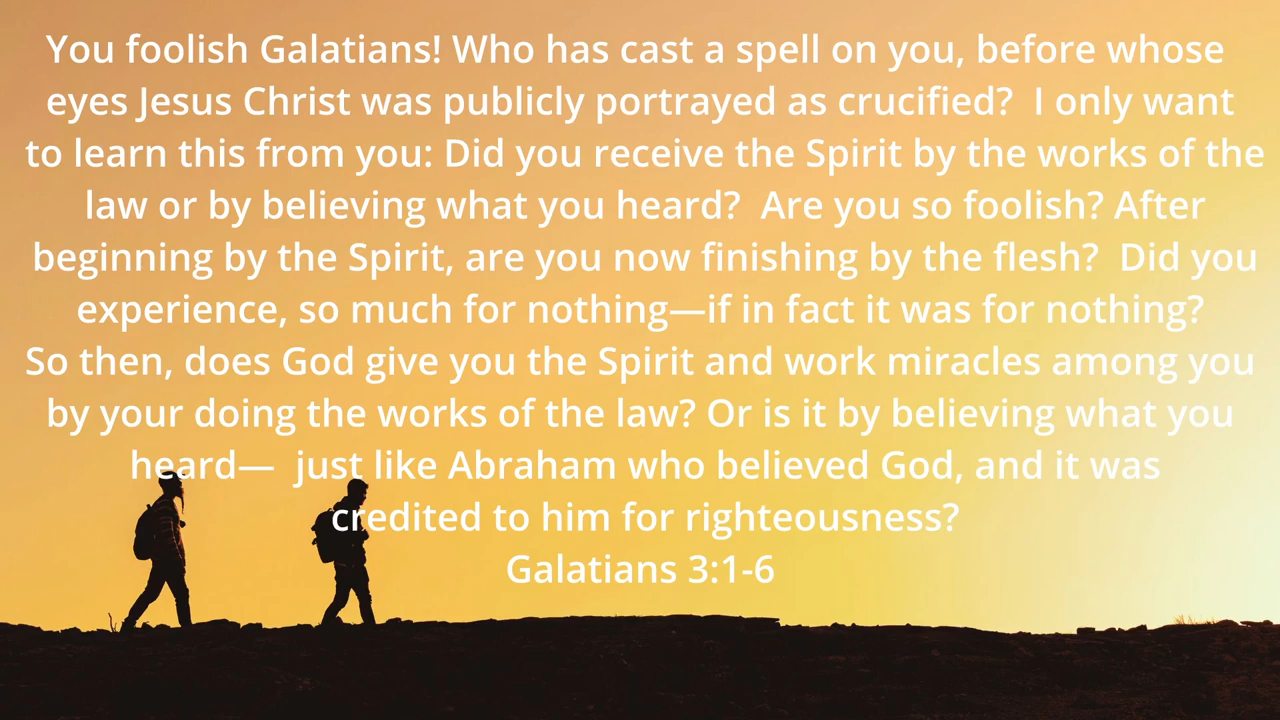 You foolish Galatians! Who has cast a spell on you, before whose
eyes Jesus Christ was publicly portrayed as crucified?  I only want
to learn this from you: Did you receive the Spirit by the works of the
law or by believing what you heard?  Are you so foolish? After
beginning by the Spirit, are you now finishing by the flesh?  Did you
experience, so much for nothing—if in fact it was for nothing?
So then, does God give you the Spirit and work miracles among you
by your doing the works of the law? Or is it by believing what you
heard—  just like Abraham who believed God, and it was
credited to him for righteousness?
Galatians 3:1-6